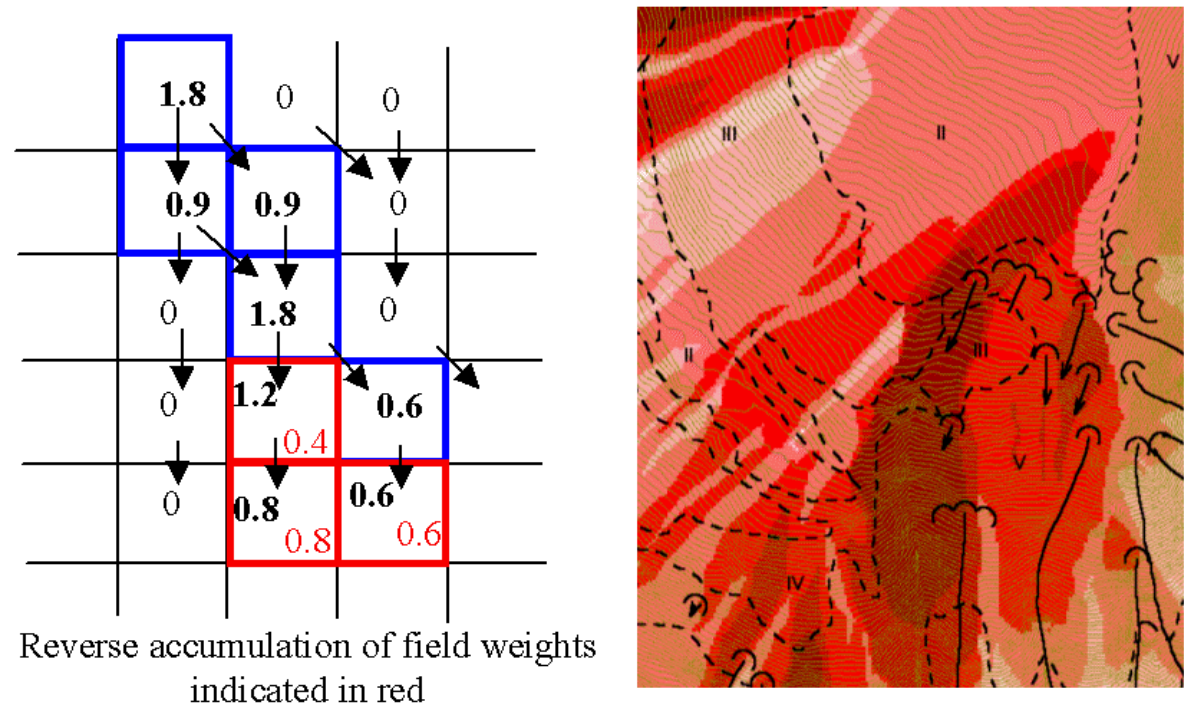 1.8 0 0
0.9 0.9 0
0 1.8 0
0 1.2 0.4 0.6
0 0.8 0.8 0.6 0.6
Reverse accumulation of field weights
indicated in red
V
III II
III
II
V
IV